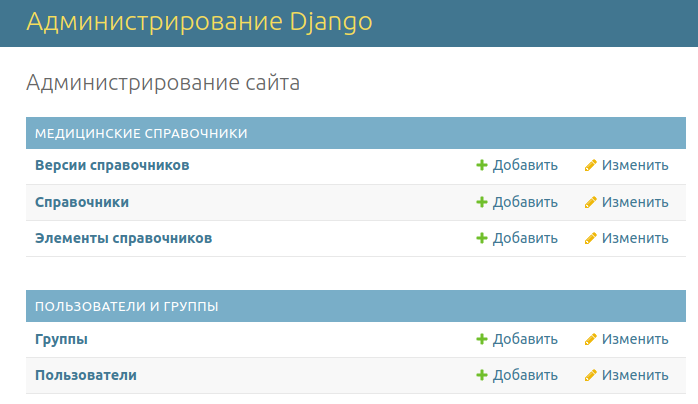 Администрирование Django
Администрирование сайта
МЕДИЦИНСКИЕ СПРАВОЧНИКИ
Версии справочников Добавить Изменить
Справочники Добавить Изменить
Элементы справочников Добавить Изменить
ПОЛЬЗОВАТЕЛИ И ГРУППЫ
Группы Добавить Изменить
Пользователи Добавить Изменить